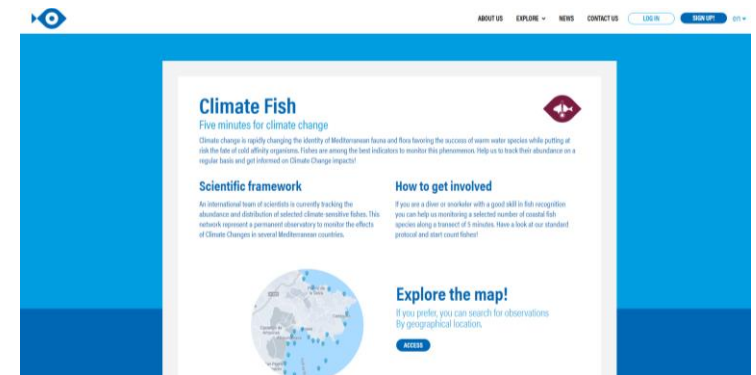 ABOUT US EXPLORE NEWS CONTACT US LOG IN SIGN UP! en
Climate Fish
Five minutes for climate change
Climate change is rapidly changing the identity of Mediterranean fauna and flora favoring the success of warm water species while putting at
risk the fate of cold affinity organisms. Fishes are among the best indicators to monitor this phenomenon. Help us to track their abundance on a
regular basis and get informed on Climate Change impacts!
Scientific framework
An international team of scientists is currently tracking the
abundance and distribution of selected climate sensitive fishes. This
network represent a permanent observatory to monitor the effects
of Climate Changes in several Mediterranean countries.
How to get involved
If you are a diver or snorkeler with a good skill in fish recognition
you can help us monitoring a selected number of coastal fish
species along a transect of 5 minutes. Have a look at our standard
protocol and start count fishes!
Explore the map!
If you prefer, you can search for observations
By geographical location.
ACCESS